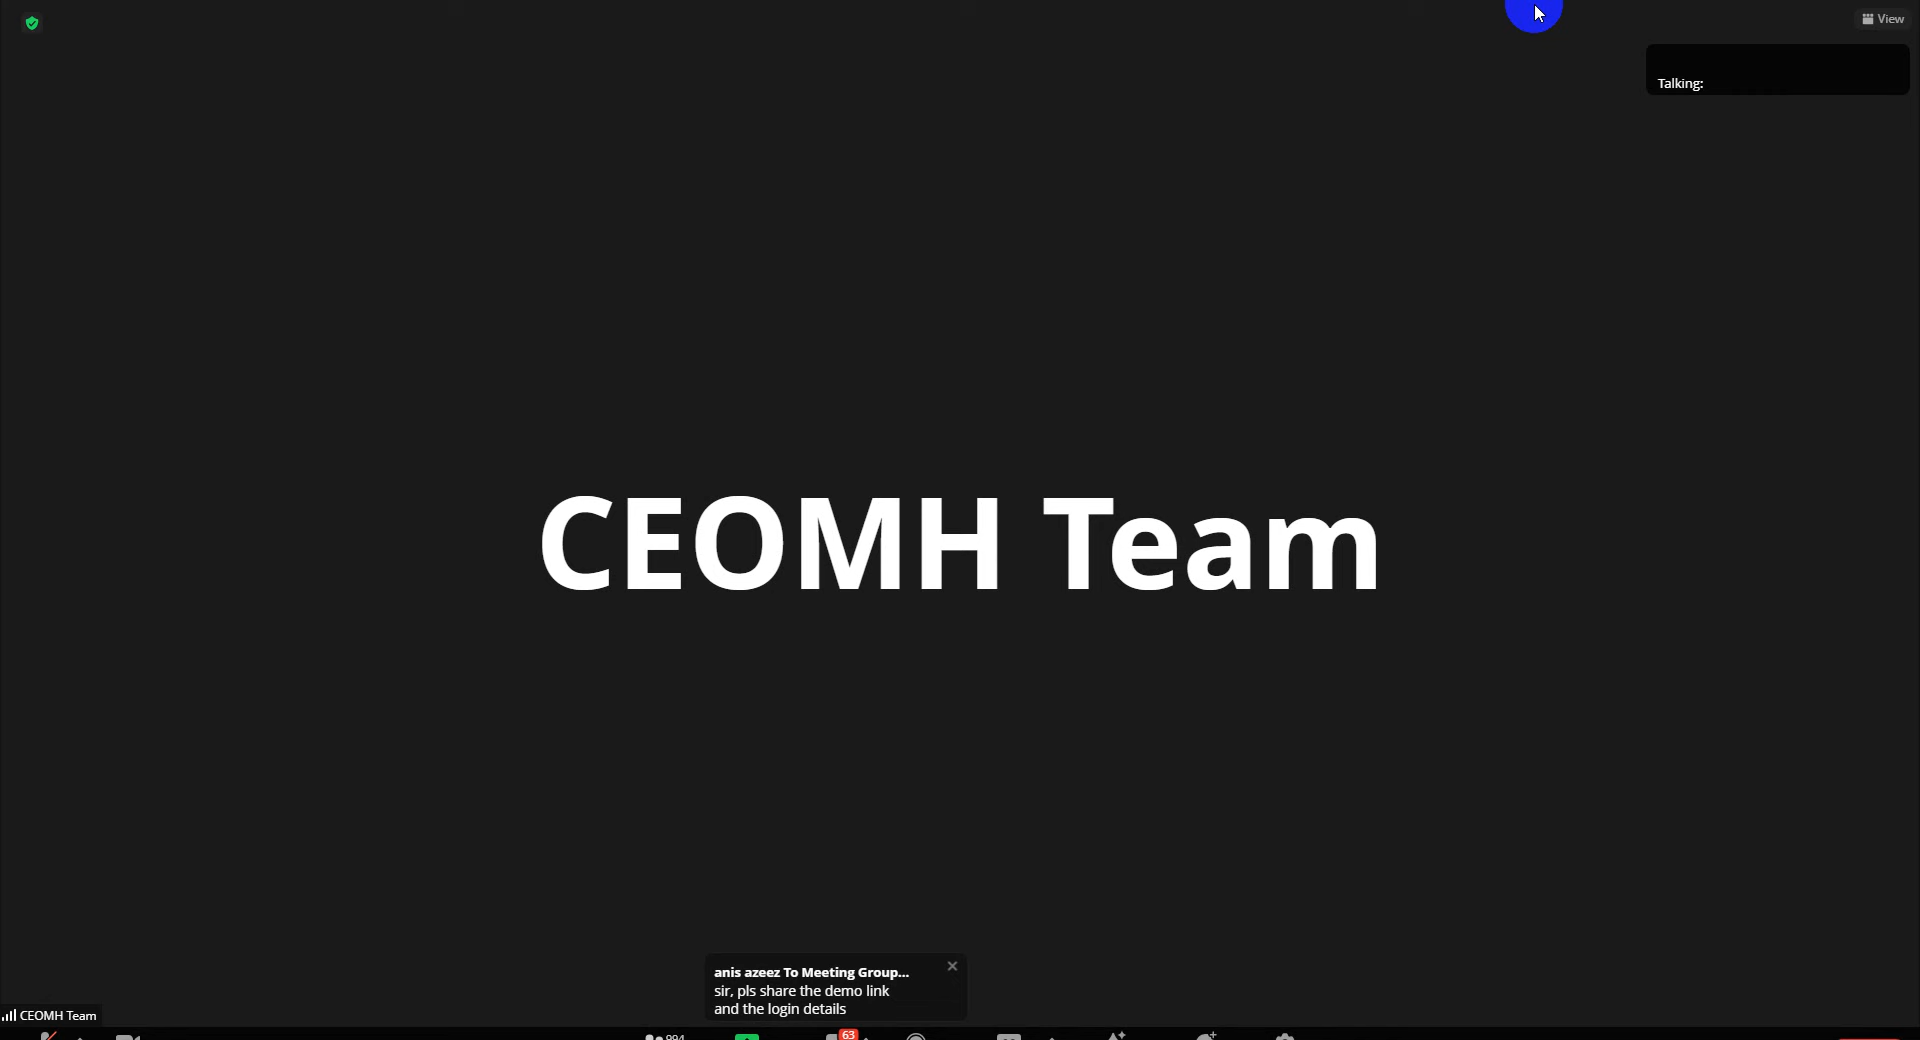 View
Talking:
CEOMH Team
anis azeez To Meeting Group...
sir, pls share the demo link
and the login details
CEOMH Team
63
994